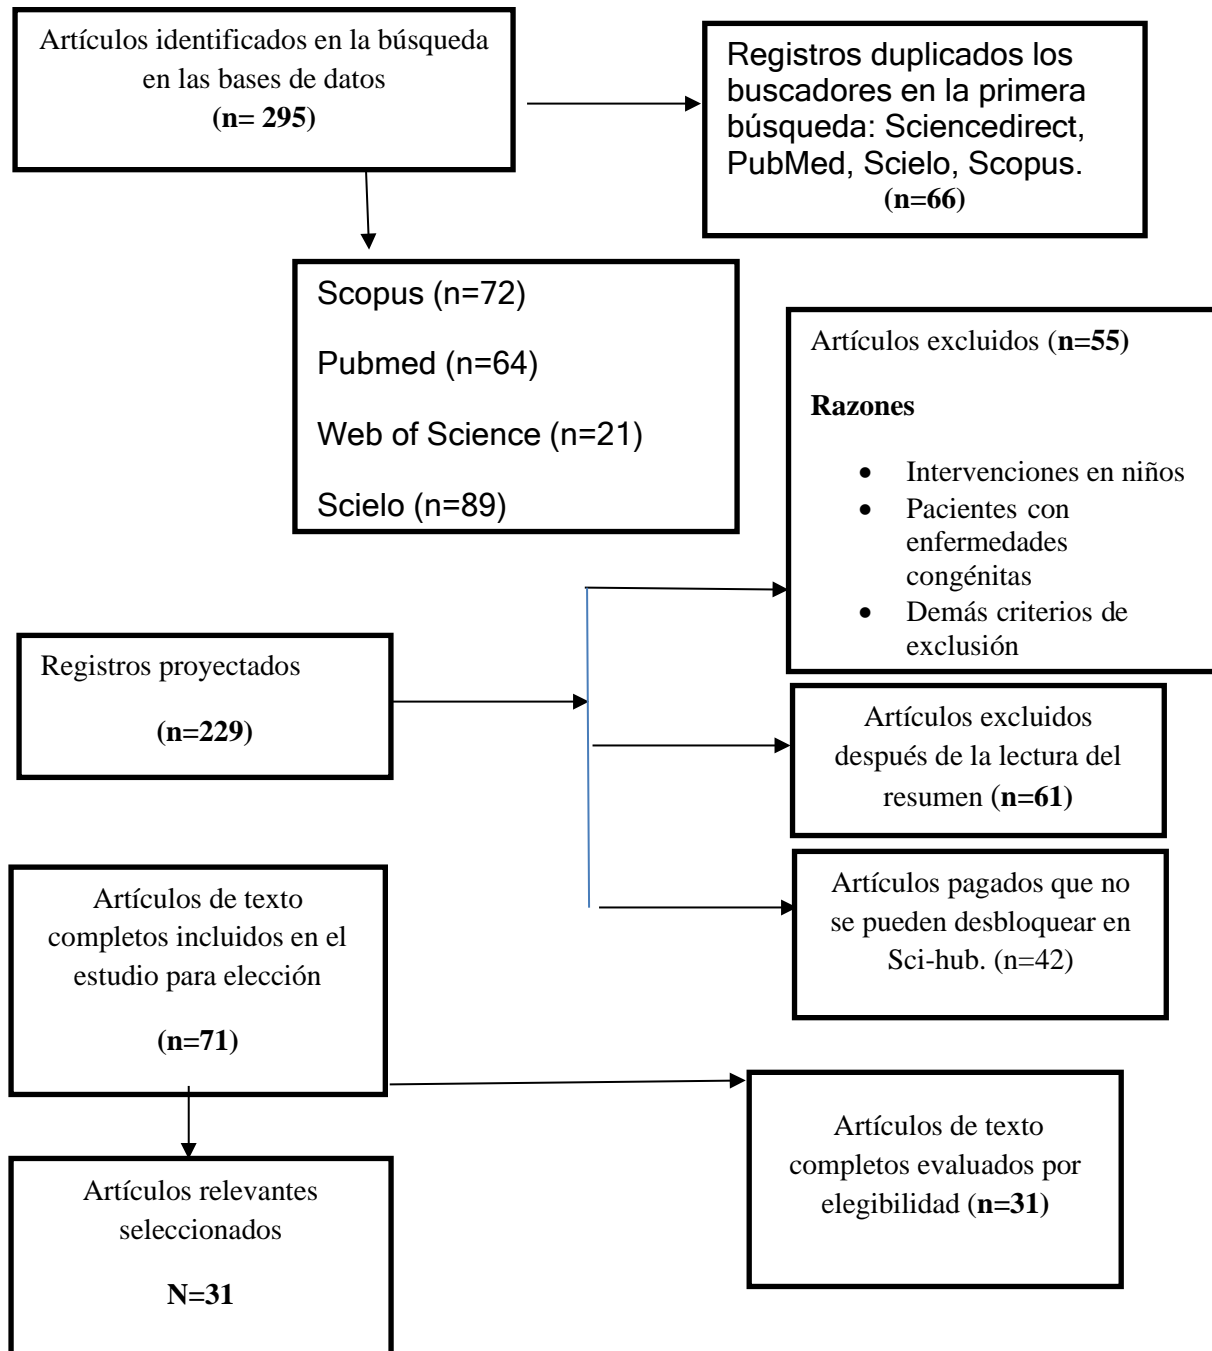 Artículos identificados en la búsqueda
en las bases de datos
(n= 295)
Registros duplicados los
buscadores en la primera
búsqueda: Sciencedirect,
PubMed, Scielo, Scopus.
(n=66)
Scopus (n=72)
Pubmed (n=64)
Web of Science (n=21)
Scielo (n=89)
Artículos excluidos (n=55)
Razones
• Intervenciones en niños
• Pacientes con
enfermedades
congénitas
• Demás criterios de
exclusión
Registros proyectados
(n=229)
Artículos excluidos
después de la lectura del
resumen (n=61)
Artículos pagados que no
se pueden desbloquear en
Sci-hub. (n=42)
Artículos de texto
completos incluidos en el
estudio para elección
(n=71)
Artículos de texto
completos evaluados por
elegibilidad (n=31)
Artículos relevantes
seleccionados
N=31